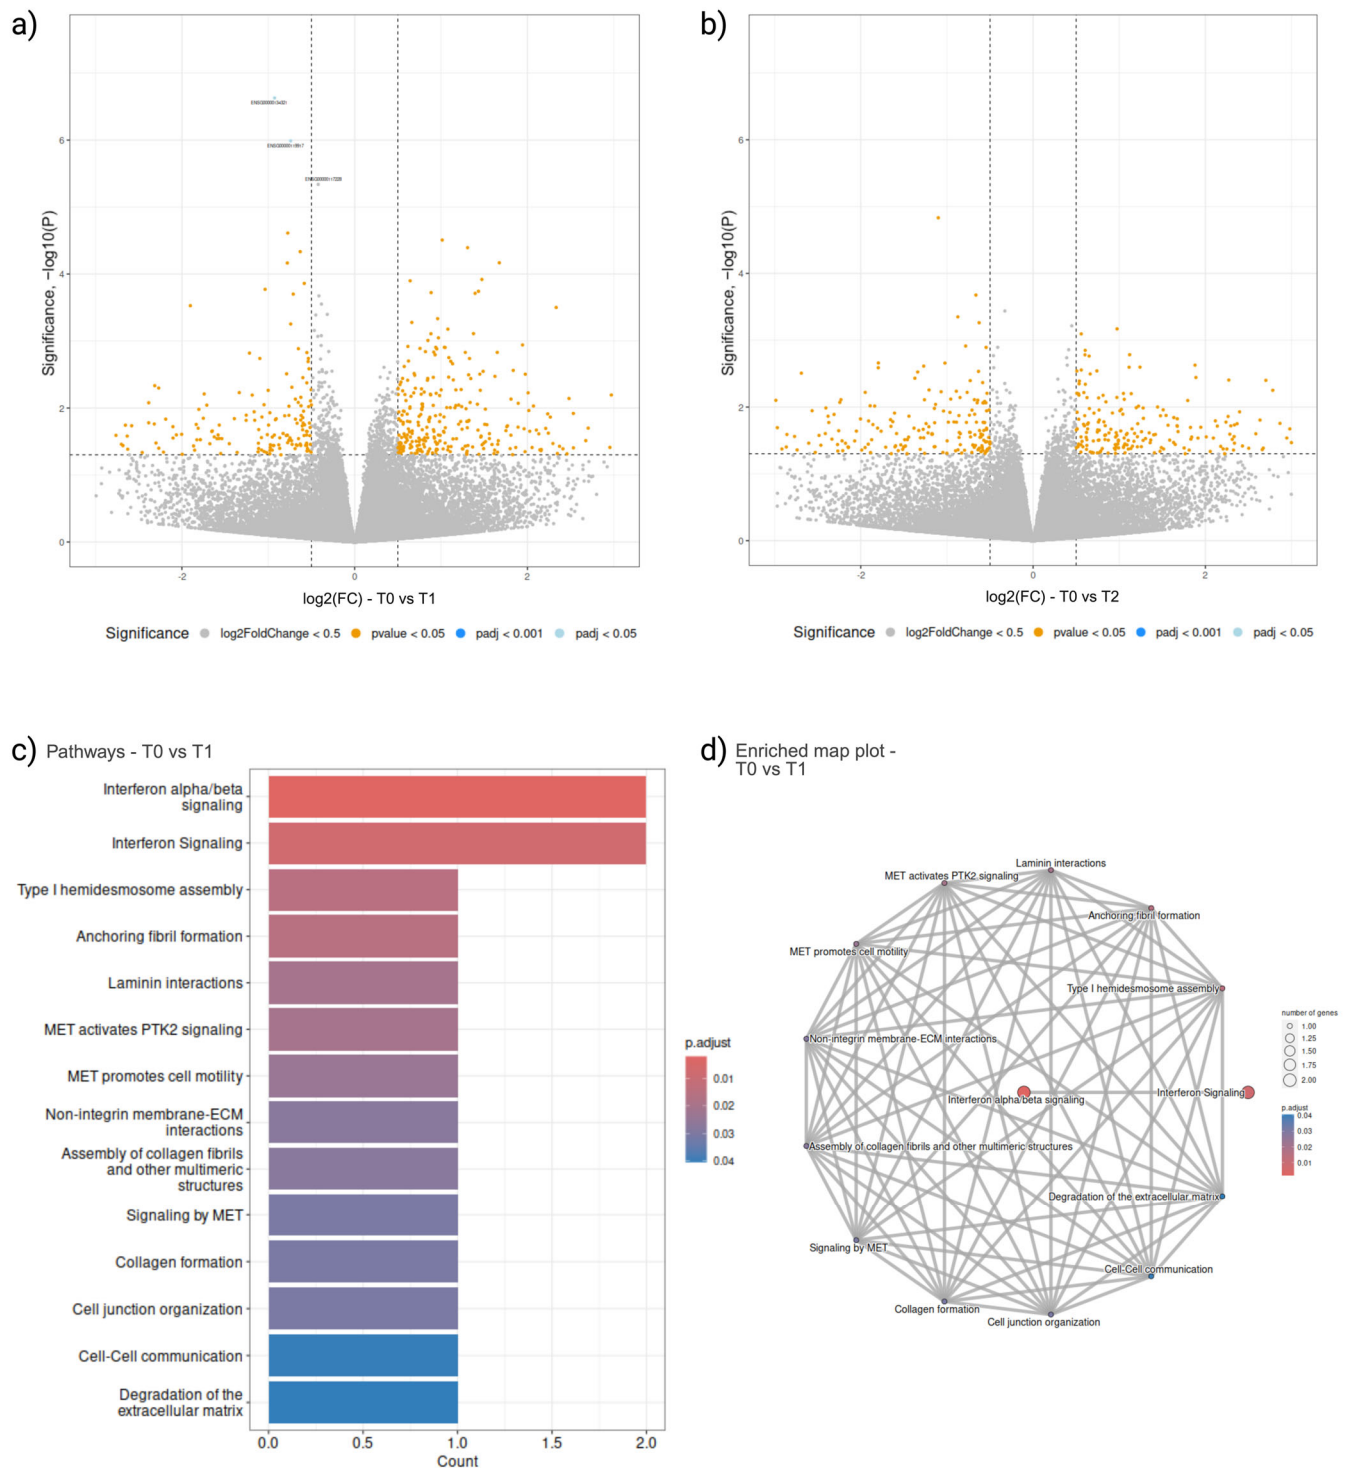 a)
Significance, −log10(P)
6
4
2
0
-2
0
2
log2(FC) - T0 vs T1
Significance
log2FoldChange < 0.5
pvalue < 0.05
padj < 0.001
padj < 0.05
b)
Significance, −log10(P)
6
4
2
0
-2
0
2
log2(FC) - T0 vs T2
Significance
log2FoldChange < 0.5
pvalue < 0.05
padj < 0.001
padj < 0.05
c)
Pathways - T0 vs T1
Interferon alpha/beta
signaling
Interferon Signaling
Type I hemidesmosome assembly
Anchoring fibril formation
Laminin interactions
MET activates PTK2 signaling
MET promotes cell motility
Non-integrin membrane-ECM
interactions
Assembly of collagen fibrils
and other multimeric
structures
Signaling by MET
Collagen formation
Cell junction organization
Cell-Cell communication
Degradation of the
extracellular matrix
0.0
0.5
1.0
1.5
2.0
Count
p.adjust
0.01
0.02
0.03
0.04
d)
Enriched map plot -
T0 vs T1
Laminin interactions
MET activates PTK2 signaling
Anchoring fibril formation
MET promotes cell motility
Type I hemidesmosome assembly
Non-integrin membrane-ECM interactions
Interferon alpha/beta signaling
Interferon Signaling
Assembly of collagen fibrils and other multimeric structures
Degradation of the extracellular matrix
Signaling by MET
Cell-Cell communication
Collagen formation
Cell junction organization
number of genes
1.00
1.25
1.50
1.75
2.00
p.adjust
0.04
0.03
0.02
0.01